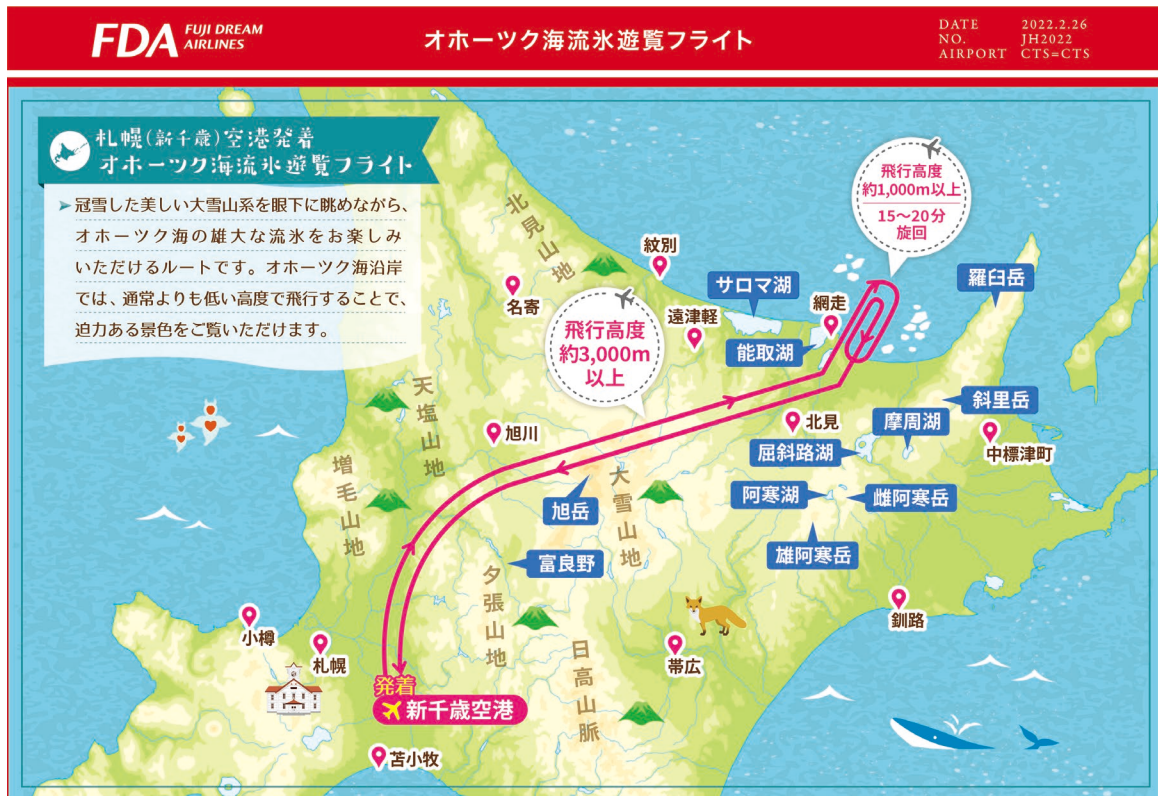 FDA FUJI DREAM
AIRLINES
オホーツク海流氷遊覧フライト
DATE 2022.2.26
NO. JH2022
AIRPORT CTS=CTS
札幌(新千歳)空港発着
オホーツク海流氷遊覧フライト
冠雪した美しい大雪山系を眼下に眺めながら、
オホーツク海の雄大な流氷をお楽しみ
いただけるルートです。オホーツク海沿岸
では、通常よりも低い高度で飛行することで、
迫力ある景色をご覧いただけます。
飛行高度
約1,000m以上
15〜20分
旋回
北見山地
紋別
サロマ湖
網走
羅臼岳
名寄
飛行高度
約3,000m
以上
遠津軽
能取湖
天塩山地
旭川
北見
斜里岳
摩周湖
中標津町
屈斜路湖
増毛山地
大雪山地
旭岳
阿寒湖
雌阿寒岳
雄阿寒岳
富良野
夕張山地
釧路
小樽
札幌
帯広
日高山脈
発着
新千歳空港
苫小牧